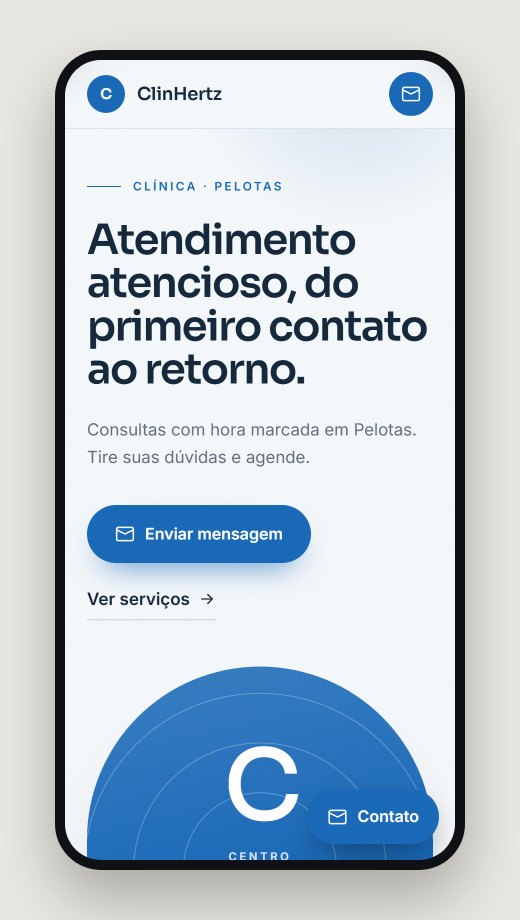 C ClinHertz
CLÍNICA · PELOTAS
Atendimento
atencioso, do
primeiro contato
ao retorno.
Consultas com hora marcada em Pelotas.
Tire suas dúvidas e agende.
Enviar mensagem
Ver serviços →
C
Contato
CENTRO